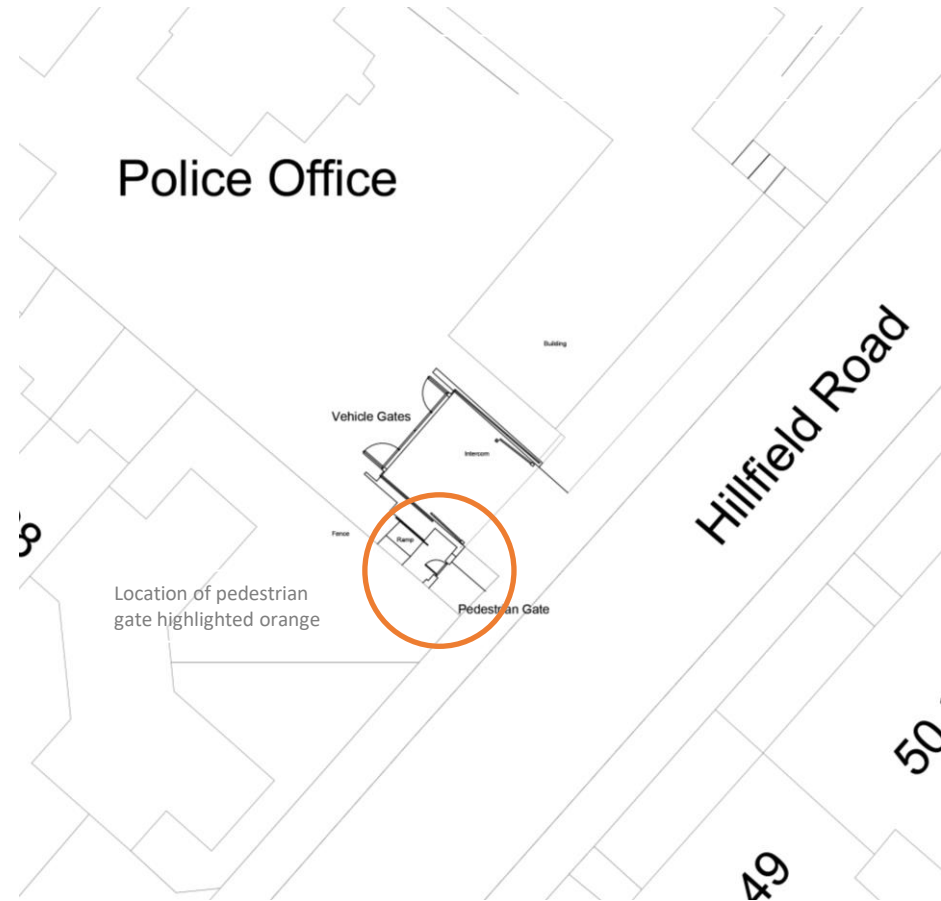 Police Office
Building
Hillfield Road
Vehicle Gates
Intercom
Fence
Ramp
Location of pedestrian
gate highlighted orange
Pedestrian Gate
50
49